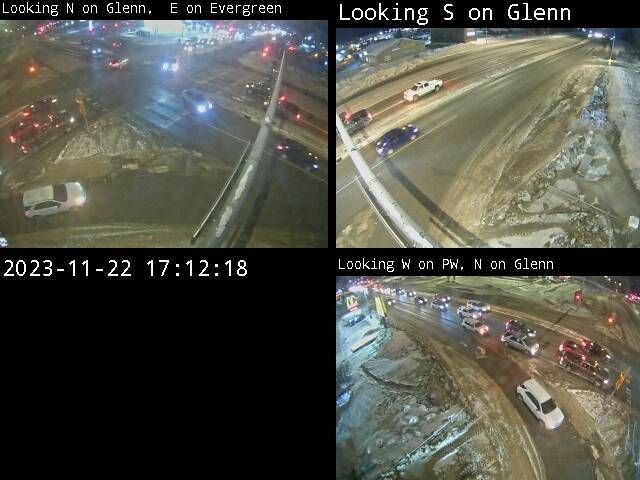 Looking N on Glenn,  E on Evergreen
Looking S on Glenn
2023-11-22 17:12:18
Looking W on PW, N on Glenn